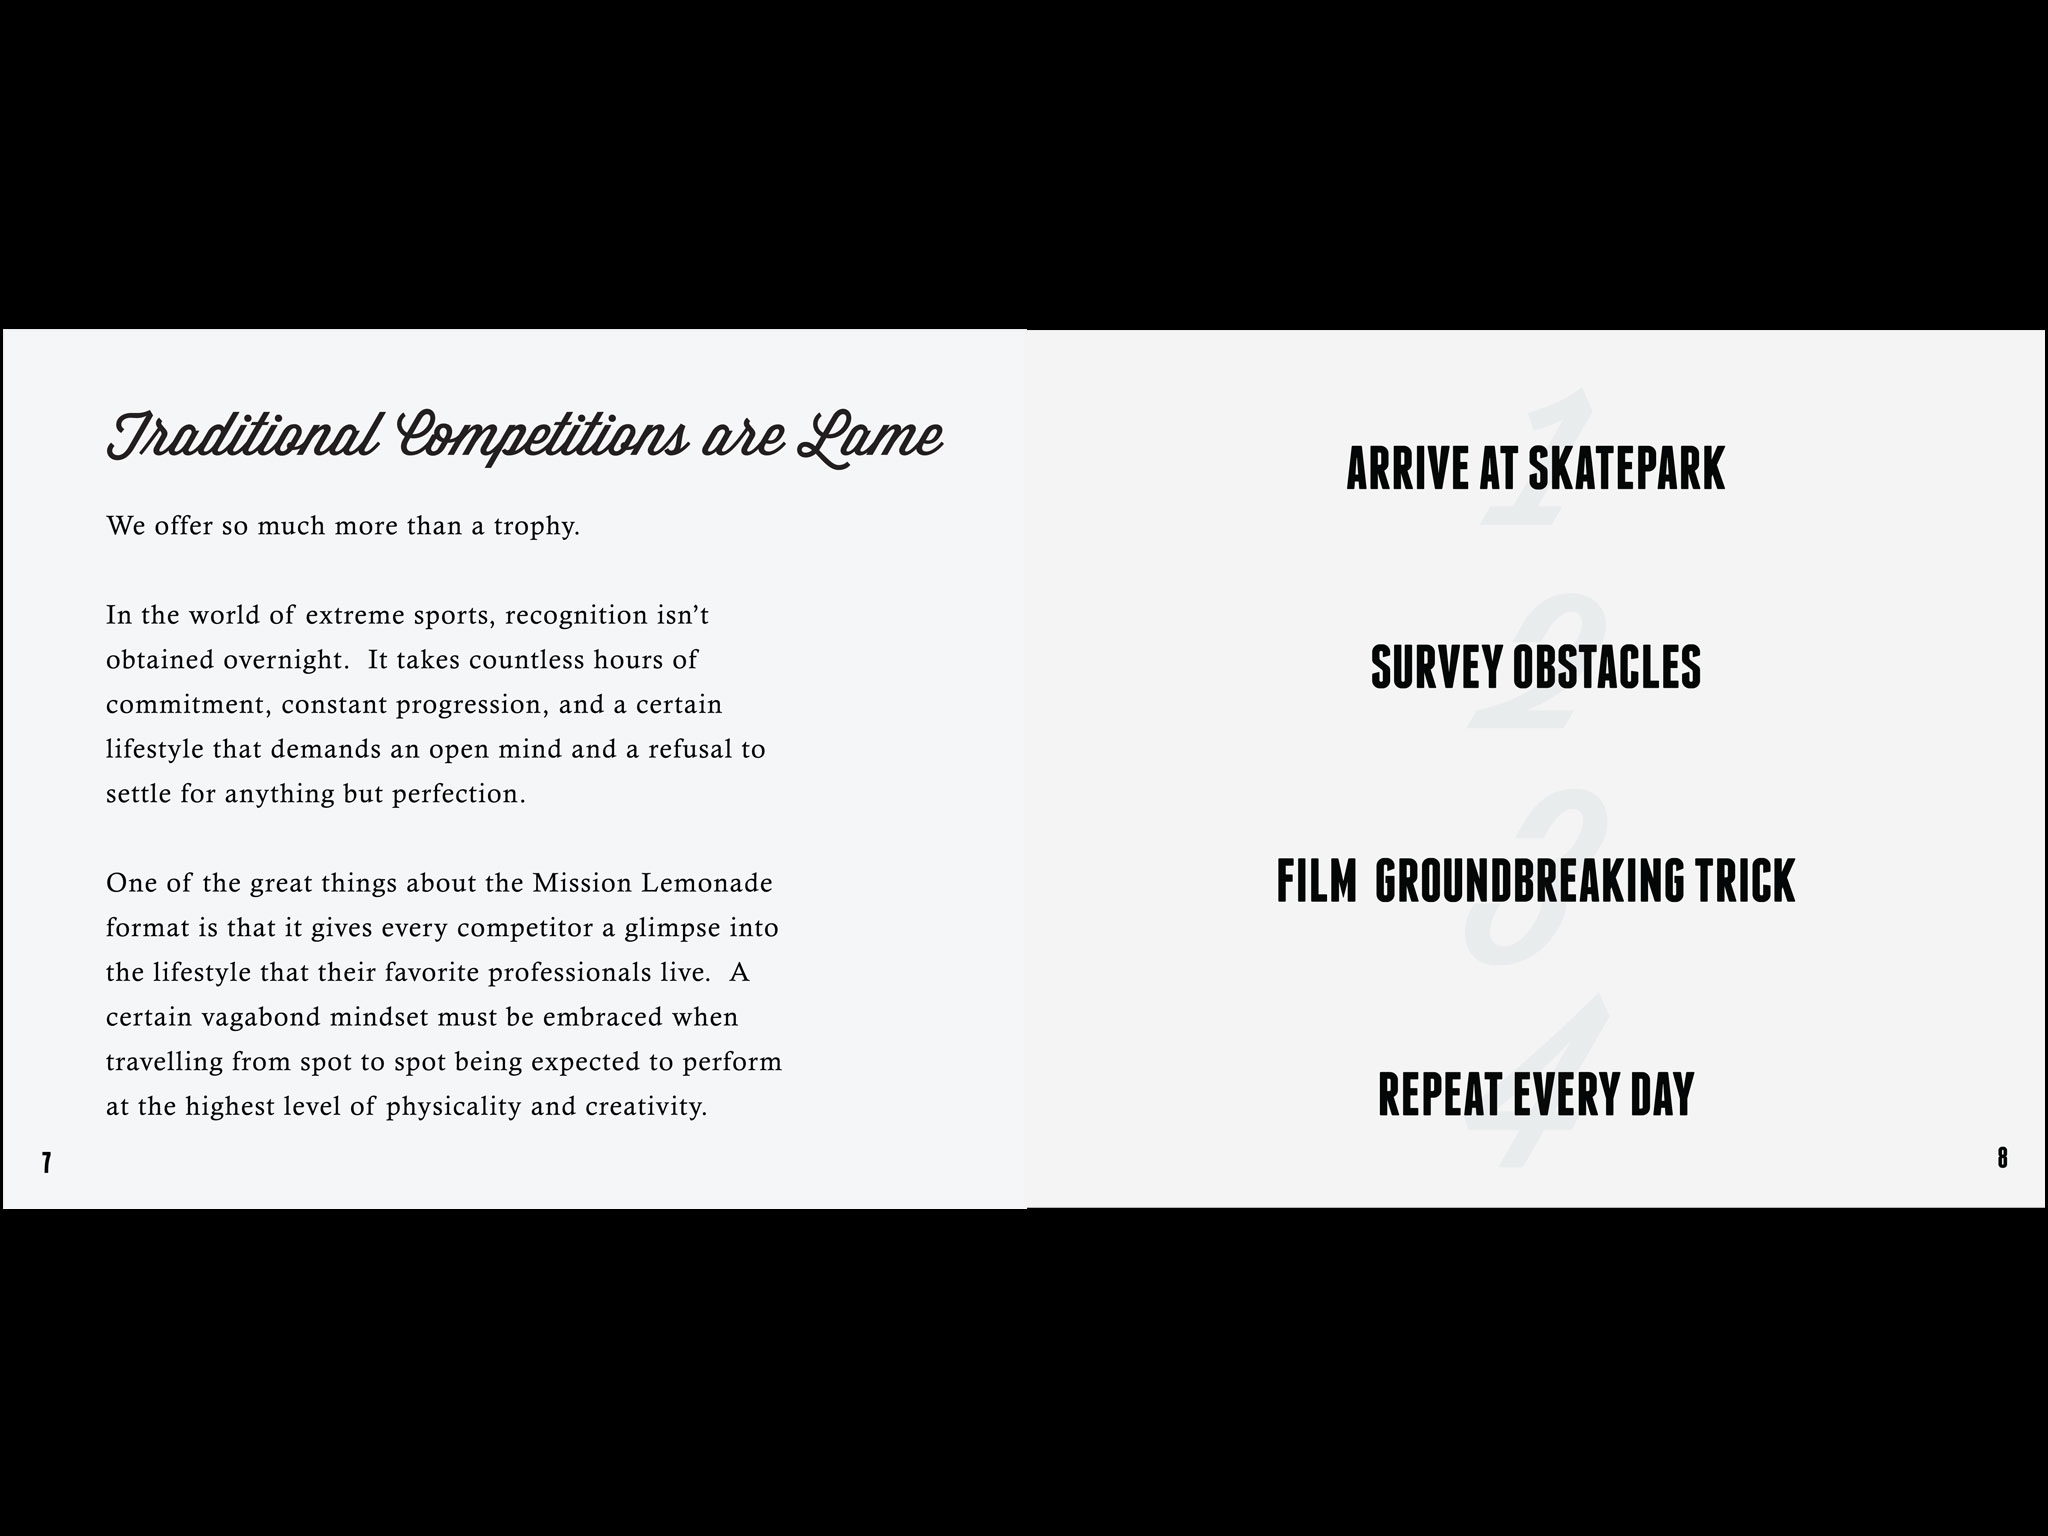 Traditional Competitions are Lame
We offer so much more than a trophy.
In the world of extreme sports, recognition isn’t
obtained overnight.  It takes countless hours of
commitment, constant progression, and a certain
lifestyle that demands an open mind and a refusal to
settle for anything but perfection.
One of the great things about the Mission Lemonade
format is that it gives every competitor a glimpse into
the lifestyle that their favorite professionals live.  A
certain vagabond mindset must be embraced when
travelling from spot to spot being expected to perform
at the highest level of physicality and creativity.
7
1
ARRIVE AT SKATEPARK
2
SURVEY OBSTACLES
3
FILM  GROUNDBREAKING TRICK
4
REPEAT EVERY DAY
8